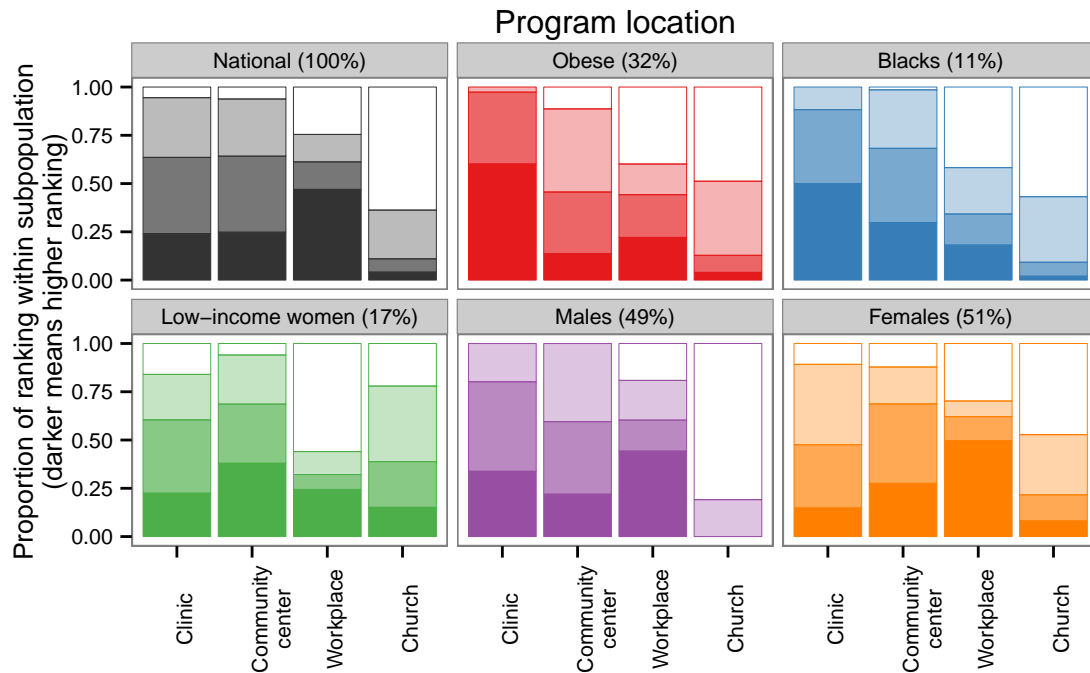 Program location
National (100%)
Obese (32%)
Blacks (11%)
Proportion of ranking within subpopulation
(darker means higher ranking)
1.00
0.75
0.50
0.25
0.00
Low−income women (17%)
Males (49%)
Females (51%)
1.00
0.75
0.50
0.25
0.00
Clinic
Community
center
Workplace
Church
Clinic
Community
center
Workplace
Church
Clinic
Community
center
Workplace
Church